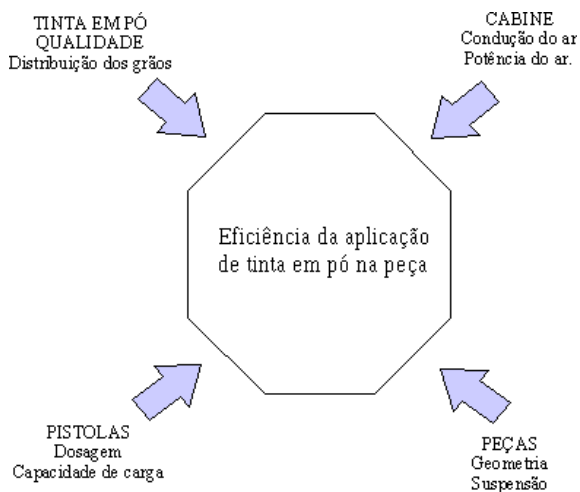 TINTA EM PÓ
QUALIDADE
Distribuição dos grãos
CABINE
Condução do ar
Potência do ar.
Eficiência da aplicação
de tinta em pó na peça
PISTOLAS
Dosagem
Capacidade de carga
PEÇAS
Geometria
Suspensão